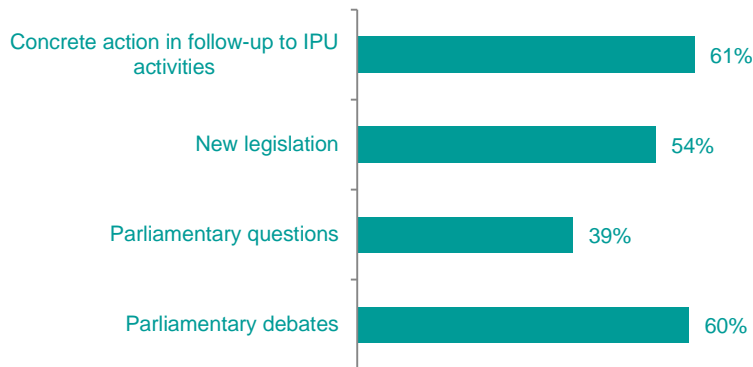 Concrete action in follow-up to IPU
activities
61%
New legislation
54%
Parliamentary questions
39%
Parliamentary debates
60%